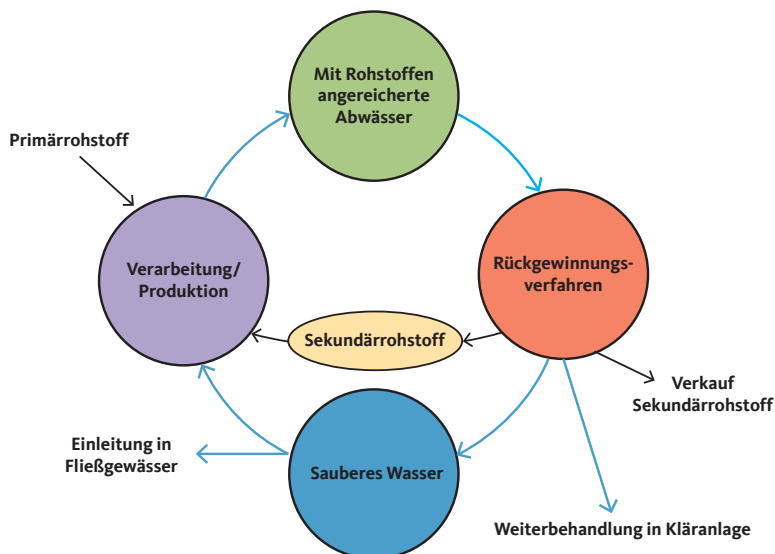 Mit Rohstoffen
angereicherte
Abwässer
Primärrohstoff
Verarbeitung/
Produktion
Rückgewinnungs-
verfahren
Sekundärrohstoff
Verkauf
Sekundärrohstoff
Einleitung in
Fließgewässer
Sauberes Wasser
Weiterbehandlung in Kläranlage